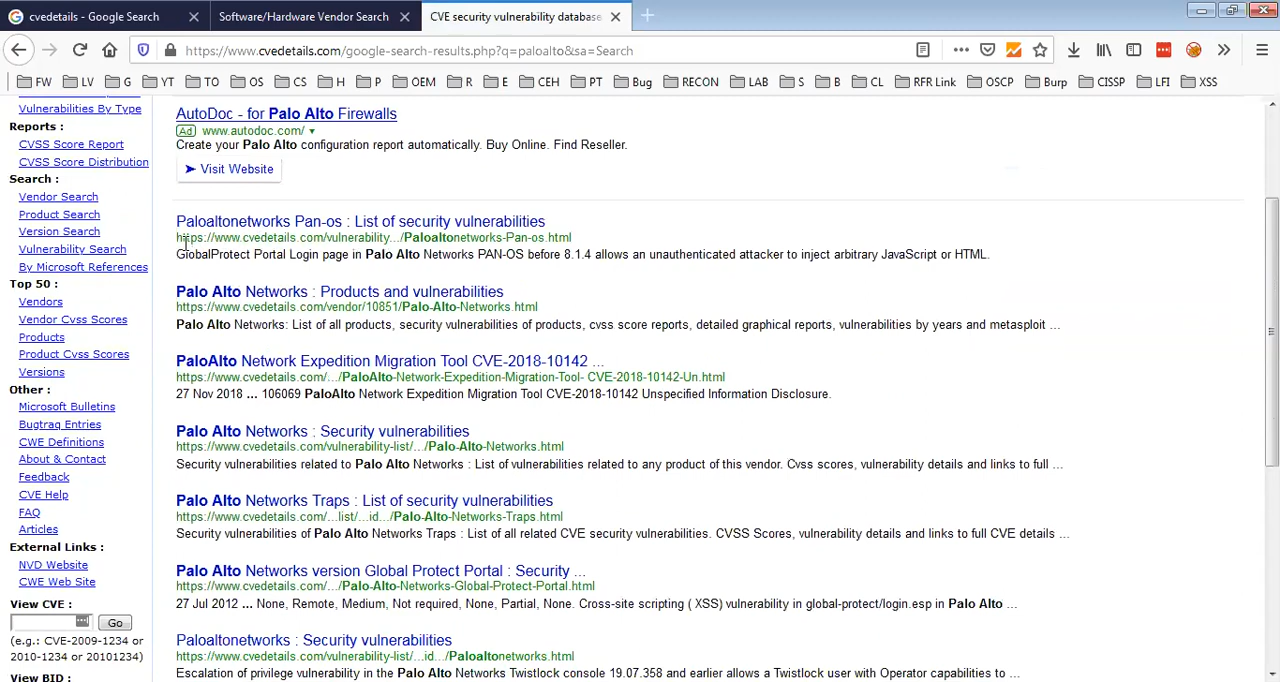 cvedetails - Google Search
Software/Hardware Vendor Search
CVE security vulnerability database
https://www.cvedetails.com/google-search-results.php?q=paloalto&sa=Search
FW LV G YT TO OS CS H P OEM R E CEH PT Bug RECON LAB S B CL RFR Link OSCP Burp CISSP LFI XSS
Vulnerabilities By Type
Reports :
CVSS Score Report
CVSS Score Distribution
Search :
Vendor Search
Product Search
Version Search
Vulnerability Search
By Microsoft References
Top 50 :
Vendors
Vendor Cvss Scores
Products
Product Cvss Scores
Versions
Other :
Microsoft Bulletins
Bugtraq Entries
CWE Definitions
About & Contact
Feedback
CVE Help
FAQ
Articles
External Links :
NVD Website
CWE Web Site
View CVE :
Go
(e.g.: CVE-2009-1234 or
2010-1234 or 20101234)
View BID :
AutoDoc - for Palo Alto Firewalls
Ad www.autodoc.com/
Create your Palo Alto configuration report automatically. Buy Online. Find Reseller.
Visit Website
Paloaltonetworks Pan-os : List of security vulnerabilities
https://www.cvedetails.com/vulnerability.../Paloaltonetworks-Pan-os.html
GlobalProtect Portal Login page in Palo Alto Networks PAN-OS before 8.1.4 allows an unauthenticated attacker to inject arbitrary JavaScript or HTML.
Palo Alto Networks : Products and vulnerabilities
https://www.cvedetails.com/vendor/10851/Palo-Alto-Networks.html
Palo Alto Networks: List of all products, security vulnerabilities of products, cvss score reports, detailed graphical reports, vulnerabilities by years and metasploit ...
PaloAlto Network Expedition Migration Tool CVE-2018-10142 ...
https://www.cvedetails.com/.../PaloAlto-Network-Expedition-Migration-Tool- CVE-2018-10142-Un.html
27 Nov 2018 ... 106069 PaloAlto Network Expedition Migration Tool CVE-2018-10142 Unspecified Information Disclosure.
Palo Alto Networks : Security vulnerabilities
https://www.cvedetails.com/vulnerability-list/.../Palo-Alto-Networks.html
Security vulnerabilities related to Palo Alto Networks : List of vulnerabilities related to any product of this vendor. Cvss scores, vulnerability details and links to full ...
Palo Alto Networks Traps : List of security vulnerabilities
https://www.cvedetails.com/...list/...id.../Palo-Alto-Networks-Traps.html
Security vulnerabilities of Palo Alto Networks Traps : List of all related CVE security vulnerabilities. CVSS Scores, vulnerability details and links to full CVE details ...
Palo Alto Networks version Global Protect Portal : Security ...
https://www.cvedetails.com/.../Palo-Alto-Networks-Global-Protect-Portal.html
27 Jul 2012 ... None, Remote, Medium, Not required, None, Partial, None. Cross-site scripting ( XSS) vulnerability in global-protect/login.esp in Palo Alto ...
Paloaltonetworks : Security vulnerabilities
https://www.cvedetails.com/vulnerability-list/...id.../Paloaltonetworks.html
Escalation of privilege vulnerability in the Palo Alto Networks Twistlock console 19.07.358 and earlier allows a Twistlock user with Operator capabilities to ...